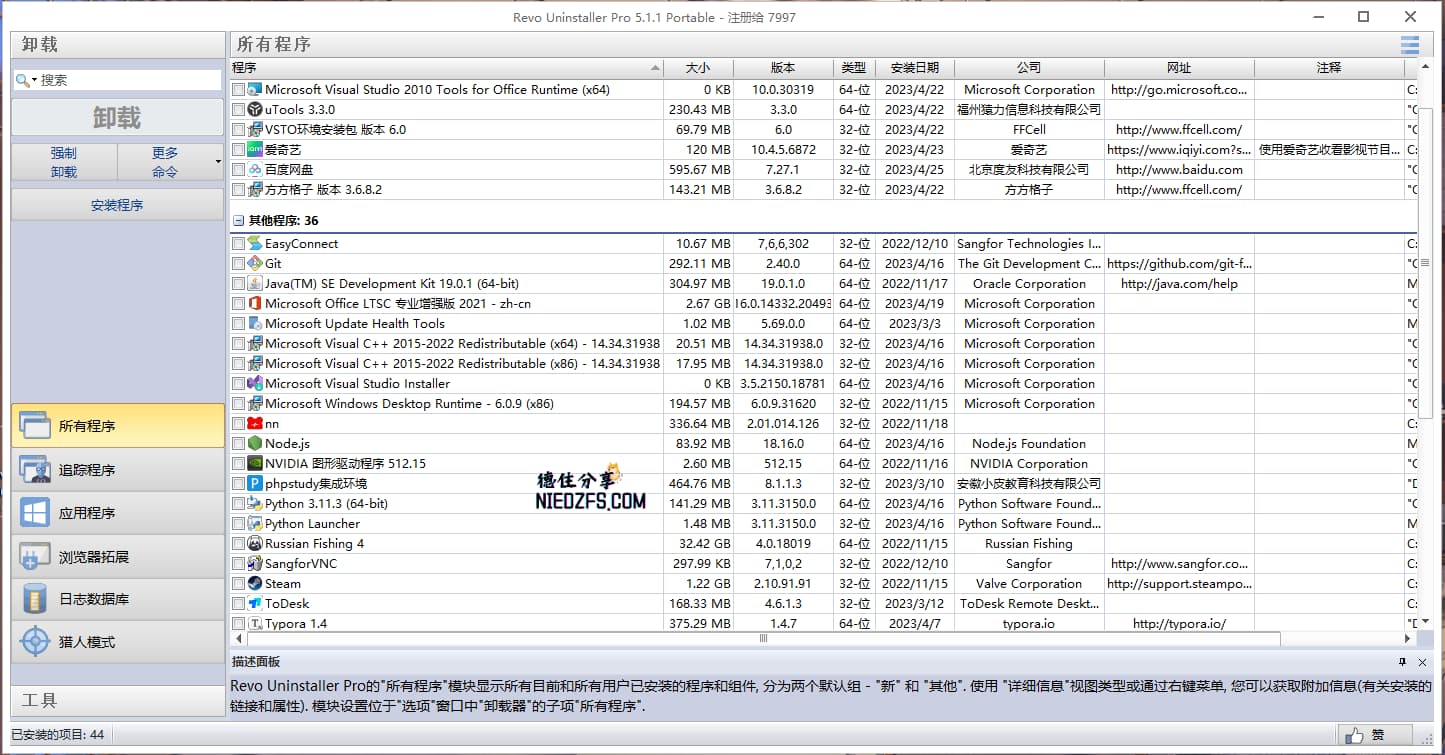 Revo Uninstaller Pro 5.1.1 Portable - 注册给 7997
卸载
所有程序
搜索
卸载
强制 卸载
更多 命令
安装程序
所有程序
追踪程序
应用程序
浏览器拓展
日志数据库
猎人模式
工具
程序 大小 版本 类型 安装日期 公司 网址 注释
Microsoft Visual Studio 2010 Tools for Office Runtime (x64) 0 KB 10.0.30319 64-位 2023/4/22 Microsoft Corporation http://go.microsoft.co... C:
uTools 3.3.0 230.43 MB 3.3.0 64-位 2023/4/22 福州猿力信息科技有限公司 "C
VSTO环境安装包 版本 6.0 69.79 MB 6.0 32-位 2023/4/22 FFCell http://www.ffcell.com/ "C
爱奇艺 120 MB 10.4.5.6872 32-位 2023/4/23 爱奇艺 https://www.iqiyi.com?s... 使用爱奇艺收看影视节目... C:
百度网盘 595.67 MB 7.27.1 32-位 2023/4/25 北京度友科技有限公司 http://www.baidu.com "C
方方格子 版本 3.6.8.2 143.21 MB 3.6.8.2 32-位 2023/4/22 方方格子 http://www.ffcell.com/ "C
其他程序: 36
EasyConnect 10.67 MB 7,6,6,302 32-位 2022/12/10 Sangfor Technologies I... C:
Git 292.11 MB 2.40.0 64-位 2023/4/16 The Git Development C... https://github.com/git-f... "C
Java(TM) SE Development Kit 19.0.1 (64-bit) 304.97 MB 19.0.1.0 64-位 2022/11/17 Oracle Corporation http://java.com/help M
Microsoft Office LTSC 专业增强版 2021 - zh-cn 2.67 GB 16.0.14332.20493 64-位 2023/4/19 Microsoft Corporation "C
Microsoft Update Health Tools 1.02 MB 5.69.0.0 64-位 2023/3/3 Microsoft Corporation M
Microsoft Visual C++ 2015-2022 Redistributable (x64) - 14.34.31938 20.51 MB 14.34.31938.0 32-位 2023/4/16 Microsoft Corporation "C
Microsoft Visual C++ 2015-2022 Redistributable (x86) - 14.34.31938 17.95 MB 14.34.31938.0 32-位 2023/4/16 Microsoft Corporation "C
Microsoft Visual Studio Installer 0 KB 3.5.2150.18781 64-位 2023/4/16 Microsoft Corporation "C
Microsoft Windows Desktop Runtime - 6.0.9 (x86) 194.57 MB 6.0.9.31620 32-位 2022/11/15 Microsoft Corporation "C
nn 336.64 MB 2.01.014.126 32-位 2022/11/18 C:
Node.js 83.92 MB 18.16.0 64-位 2023/4/16 Node.js Foundation M
NVIDIA 图形驱动程序 512.15 2.60 MB 512.15 64-位 2022/11/16 NVIDIA Corporation "C
phpstudy集成环境 464.76 MB 8.1.1.3 32-位 2023/3/10 安徽小皮教育科技有限公司 "D
Python 3.11.3 (64-bit) 141.29 MB 3.11.3150.0 64-位 2023/4/16 Python Software Found... "C
Python Launcher 1.48 MB 3.11.3150.0 32-位 2023/4/16 Python Software Found... M
Russian Fishing 4 32.42 GB 4.0.18019 64-位 2022/11/15 Russian Fishing C:
SangforVNC 297.99 KB 7,1,0,2 32-位 2022/12/10 Sangfor http://www.sangfor.co... C:
Steam 1.22 GB 2.10.91.91 32-位 2022/11/15 Valve Corporation http://support.steampo... C:
ToDesk 168.33 MB 4.6.1.3 32-位 2023/3/12 ToDesk Remote Deskt... C:
Typora 1.4 375.29 MB 1.4.7 64-位 2023/4/7 typora.io http://typora.io/ "D
德住分享
NIEDZFS.COM
描述面板
Revo Uninstaller Pro的"所有程序"模块显示所有目前和所有用户已安装的程序和组件, 分为两个默认组 - "新" 和 "其他". 使用 "详细信息"视图类型或通过右键菜单, 您可以获取附加信息(有关安装的
链接和属性). 模块设置位于"选项"窗口中"卸载器"的子项"所有程序".
已安装的项目: 44
赞